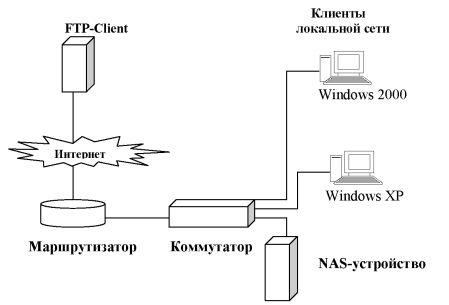 FTP-Client
Клиенты
локальной сети
Windows 2000
Интернет
Windows XP
Маршрутизатор
Коммутатор
NAS-устройство